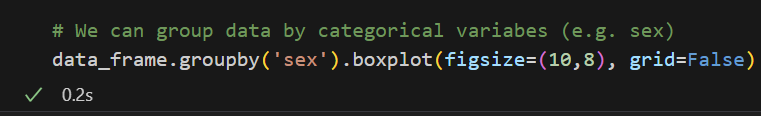 # We can group data by categorical variabes (e.g. sex)
data_frame.groupby('sex').boxplot(figsize=(10,8), grid=False)
0.2s